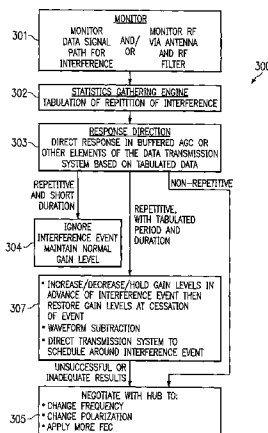 MONITOR
301
MONITOR DATA SIGNAL PATH FOR INTERFERENCE
AND/OR
MONITOR RF VIA ANTENNA AND RF FILTER
300
302
STATISTICS GATHERING ENGINE
TABULATION OF REPITITION OF INTERFERENCE
303
RESPONSE DIRECTION
DIRECT RESPONSE IN BUFFERED AGC OR
OTHER ELEMENTS OF THE DATA TRANSMISSION
SYSTEM BASED ON TABULATED DATA
REPETITIVE
AND SHORT
DURATION
NON-REPETITIVE
REPETITIVE,
WITH TABULATED
PERIOD AND
DURATION
304
IGNORE
INTERFERENCE EVENT
MAINTAIN NORMAL
GAIN LEVEL
307
• INCREASE/DECREASE/HOLD GAIN LEVELS IN
ADVANCE OF INTERFERENCE EVENT THEN
RESTORE GAIN LEVELS AT CESSATION
OF EVENT
• WAVEFORM SUBTRACTION
• DIRECT TRANSMISSION SYSTEM TO
SCHEDULE AROUND INTERFERENCE EVENT
UNSUCCESSFUL OR
INADEQUATE RESULTS
305
NEGOTIATE WITH HUB TO:
• CHANGE FREQUENCY
• CHANGE POLARIZATION
• APPLY MORE FEC